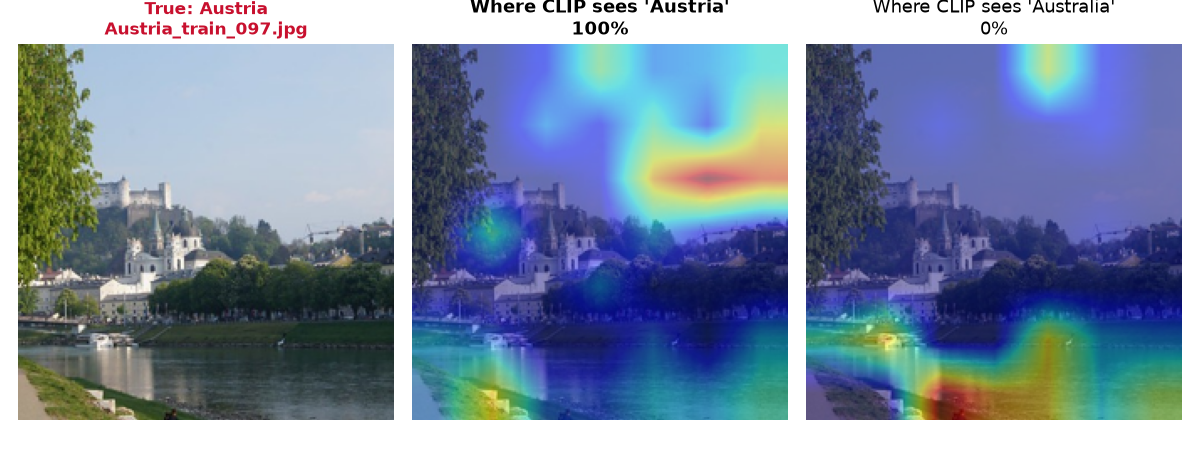 True: Austria
Austria_train_097.jpg
Where CLIP sees 'Austria'
100%
Where CLIP sees 'Australia'
0%